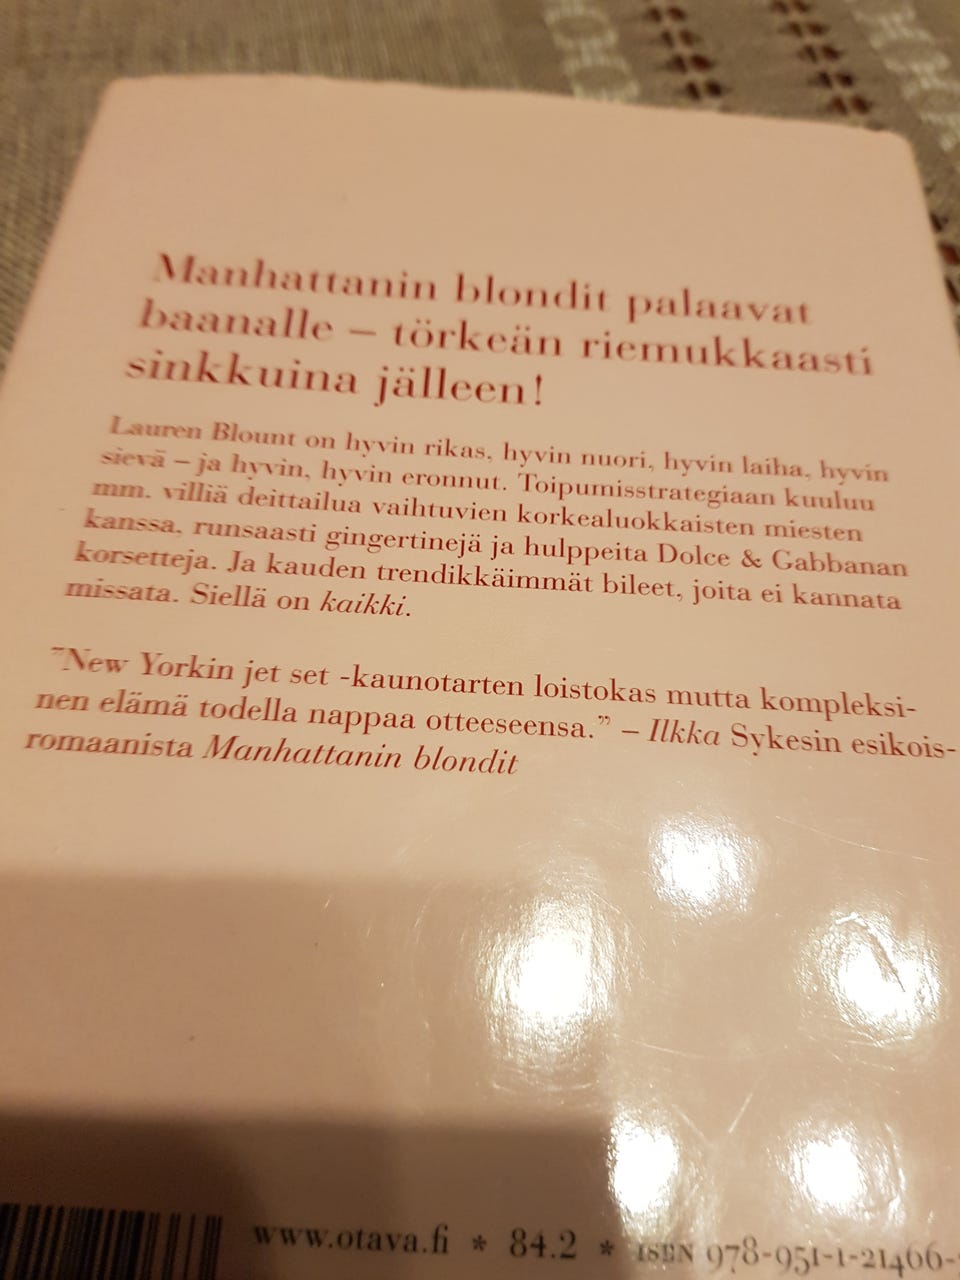 Manhattanin blondit palaavat
baanalle – törkeän riemukkaasti
sinkkuina jälleen!
Lauren Blount on hyvin rikas, hyvin nuori, hyvin laiha, hyvin
sievä – ja hyvin, hyvin eronnut. Toipumisstrategiaan kuuluu
mm. villiä deittailua vaihtuvien korkealuokkaisten miesten
kanssa, runsaasti gingertinejä ja hulppeita Dolce & Gabbanan
korsetteja. Ja kauden trendikkäimmät bileet, joita ei kannata
missata. Siellä on kaikki.
”New Yorkin jet set -kaunotarten loistokas mutta kompleksi-
nen elämä todella nappaa otteeseensa.” – Ilkka Sykesin esikois-
romaanista Manhattanin blondit
www.otava.fi * 84.2 * ISBN 978-951-1-21466-